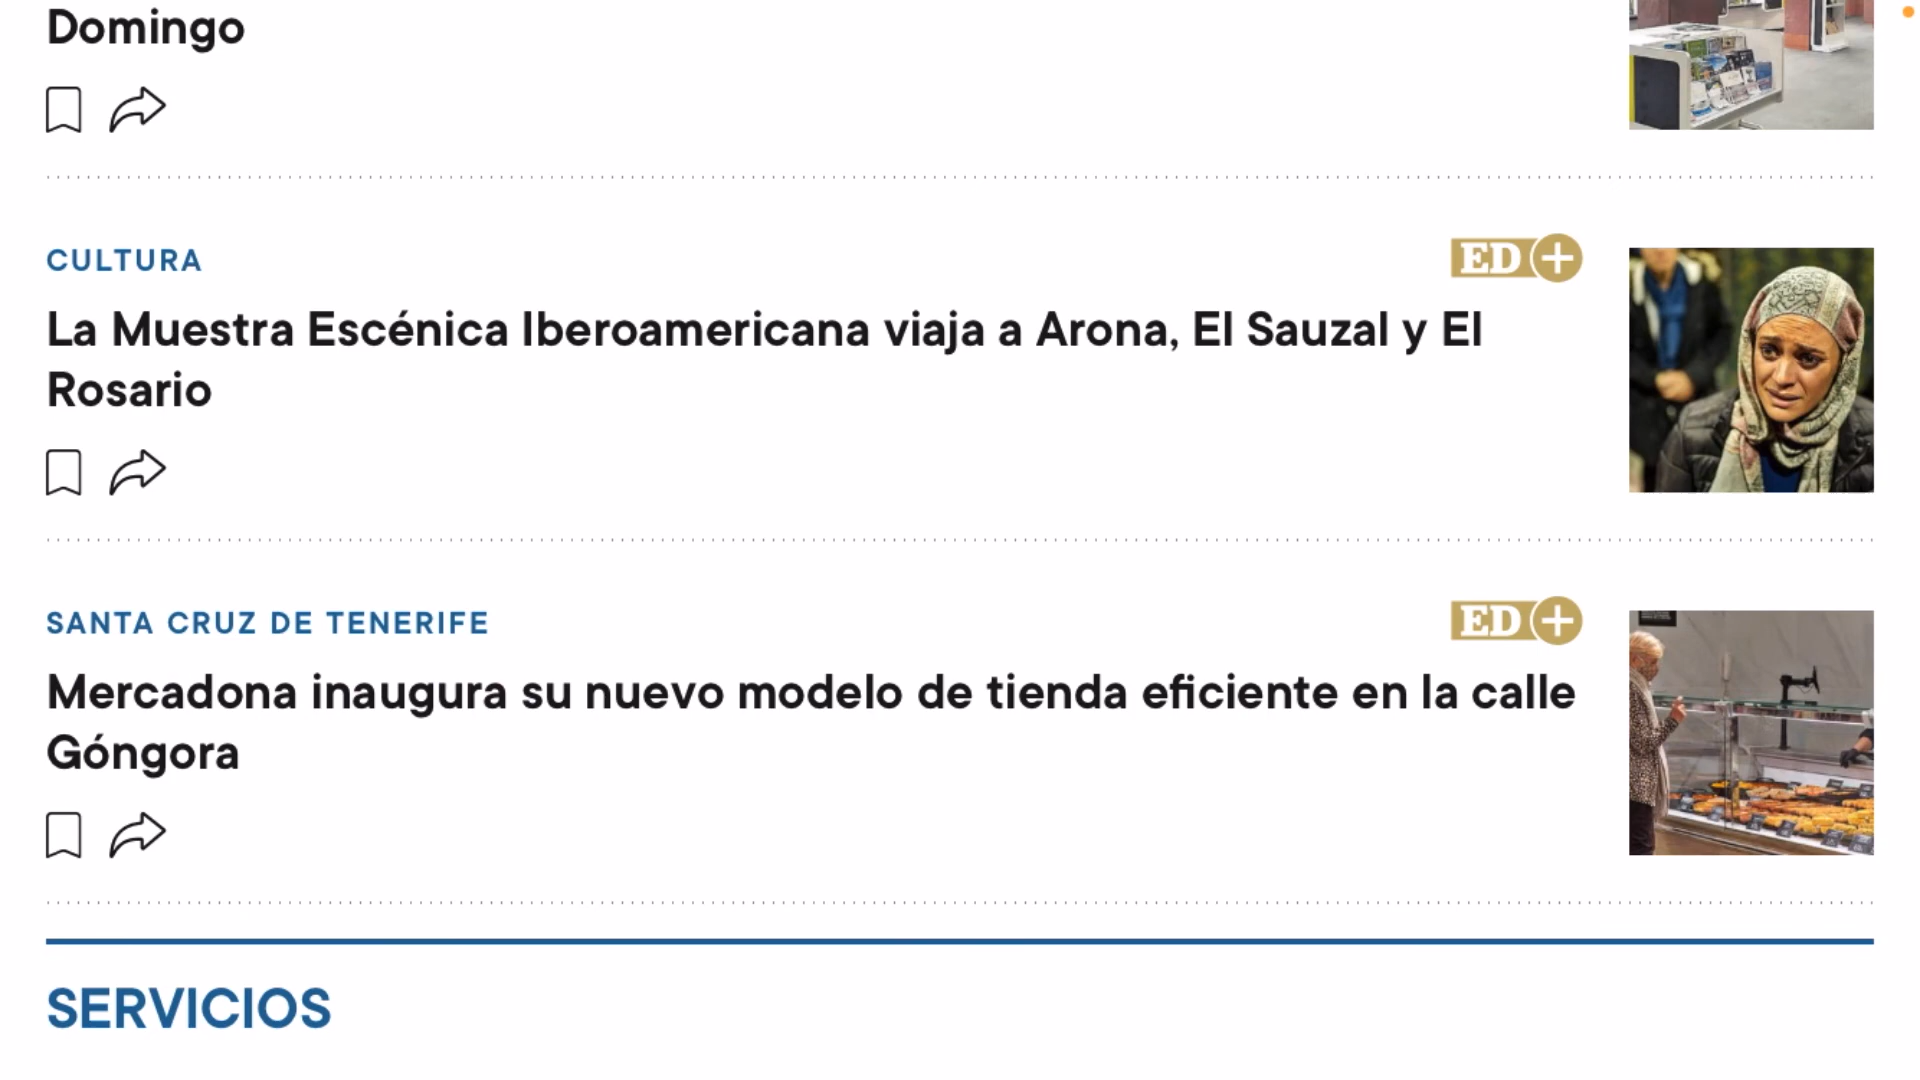 Domingo
CULTURA
ED+
La Muestra Escénica Iberoamericana viaja a Arona, El Sauzal y El
Rosario
SANTA CRUZ DE TENERIFE
ED+
Mercadona inaugura su nuevo modelo de tienda eficiente en la calle
Góngora
SERVICIOS